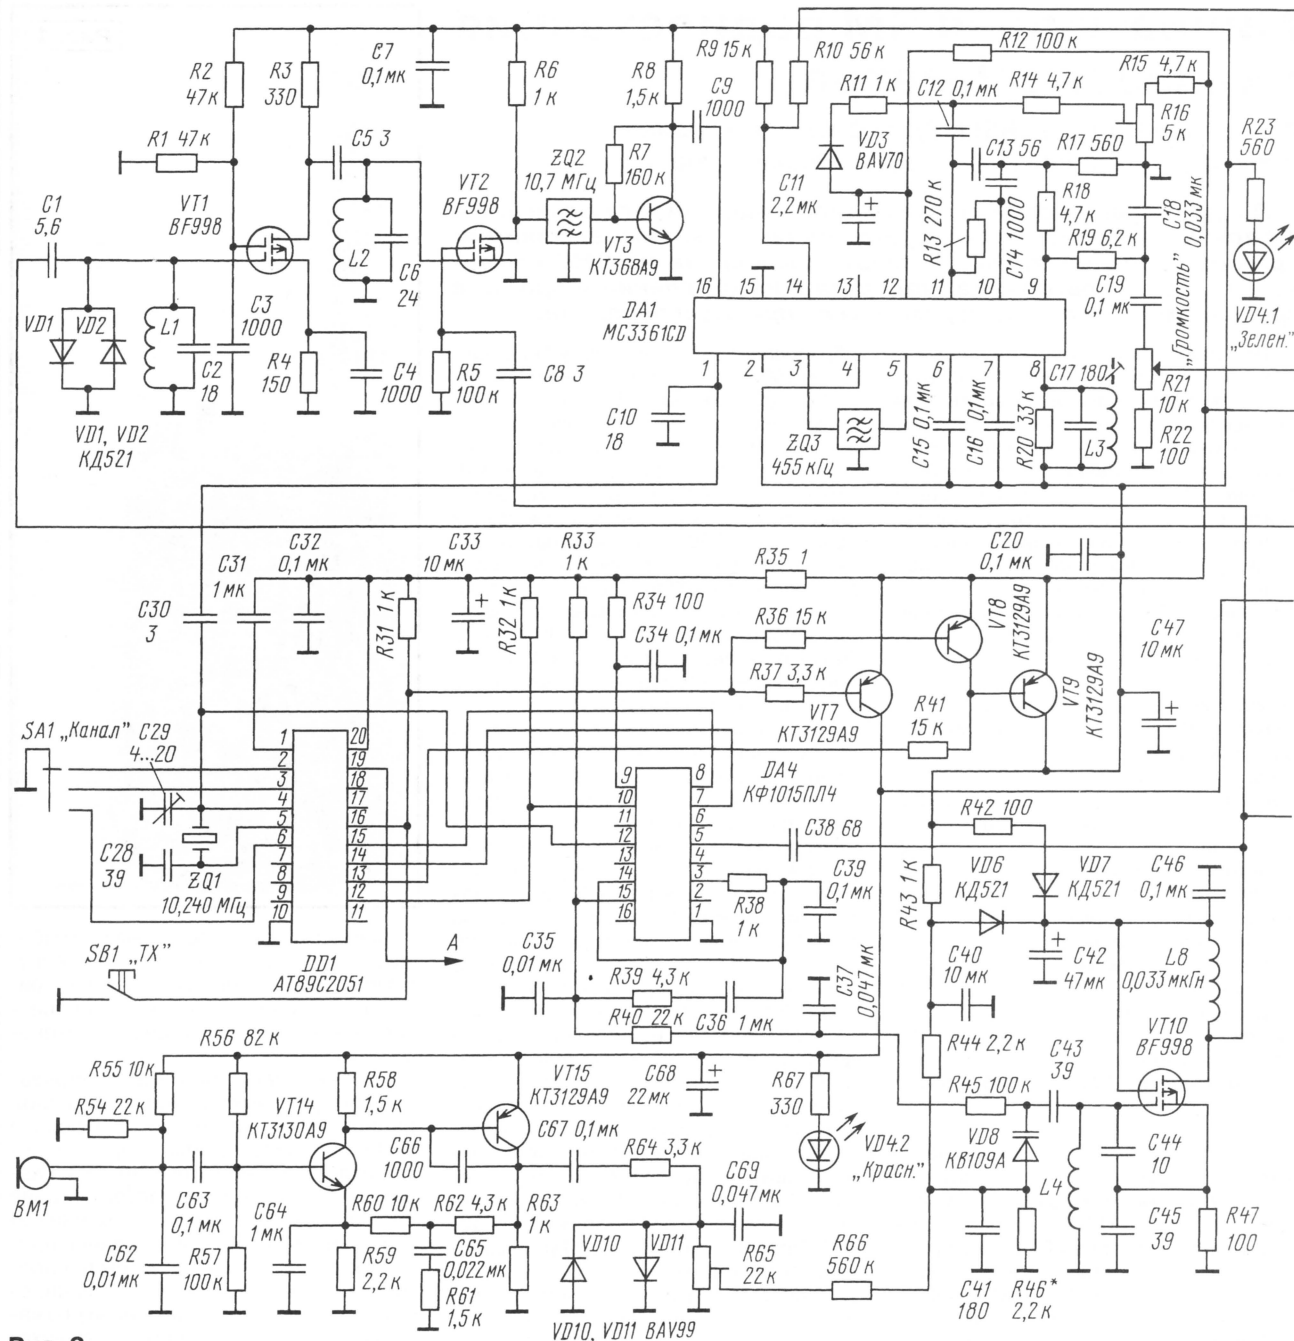 R2
47к
R3
330
C7
0,1мк
R6
1к
R8
1,5к
C9
1000
R9 15к
R10 56к
R12 100к
R15 4,7к
R11 1к
C12 0,1мк
R14 4,7к
R16
5к
R1 47к
C5 3
ZQ2
10,7 МГц
R7
160к
VD3
BAV70
C13 56
R17 560
R23
560
C1
5,6
VT1
BF998
L2
VT2
BF998
VT3
КТ368А9
C11
2,2мк
R13 270к
C14 1000
R18
4,7к
C18
0,033мк
R19 6,2к
C6
24
C19
0,1мк
VD4.1
„Зелен."
VD1
VD2
L1
C3
1000
C2
18
R4
150
C4
1000
R5
100к
C8 3
DA1
MC3361CD
16
15
14
13
12
11
10
9
1
2
3
4
5
6
7
8
„Громкость"
C17 180
R21
10к
C10
18
ZQ3
455кГц
C15 0,1мк
C16 0,1мк
R20 33к
L3
R22
100
VD1, VD2
КД521
C30
3
C31
1мк
C32
0,1мк
R31 1к
C33
10мк
R32 1к
R33
1к
R34 100
R35 1
C20
0,1мк
R36 15к
VT8
КТ3129А9
C34 0,1мк
R37 3,3к
VT7
КТ3129А9
R41
15к
VT9
КТ3129А9
C47
10мк
SA1 „Канал"
C29
4...20
C28
39
ZQ1
10,240 МГц
1
2
3
4
5
6
7
8
9
10
20
19
18
17
16
15
14
13
12
11
DD1
AT89C2051
A
SB1 „TX"
9
10
11
12
13
14
15
16
8
7
6
5
4
3
2
1
DA4
КФ1015ПЛ4
C38 68
R38
1к
C39
0,1мк
R42 100
R43 1к
VD6
КД521
VD7
КД521
C46
0,1мк
C35
0,01мк
R39 4,3к
C36 1мк
R40 22к
C37
0,047мк
C40
10мк
C42
47мк
L8
0,033мкГн
VT10
BF998
R44 2,2к
R45 100к
C43
39
VD8
КВ109А
L4
C44
10
C45
39
R47
100
C41
180
R46*
2,2к
R56 82к
R55 10к
R54 22к
BM1
C63
0,1мк
C62
0,01мк
R57
100к
VT14
КТ3130А9
C64
1мк
R58
1,5к
VT15
КТ3129А9
C66
1000
C67 0,1мк
R60 10к
R62 4,3к
R63
1к
R59
2,2к
C65
0,022мк
R61
1,5к
R64 3,3к
C68
22мк
R67
330
VD4.2
„Красн."
C69
0,047мк
VD10
VD11
R65
22к
R66
560к
VD10, VD11 BAV99